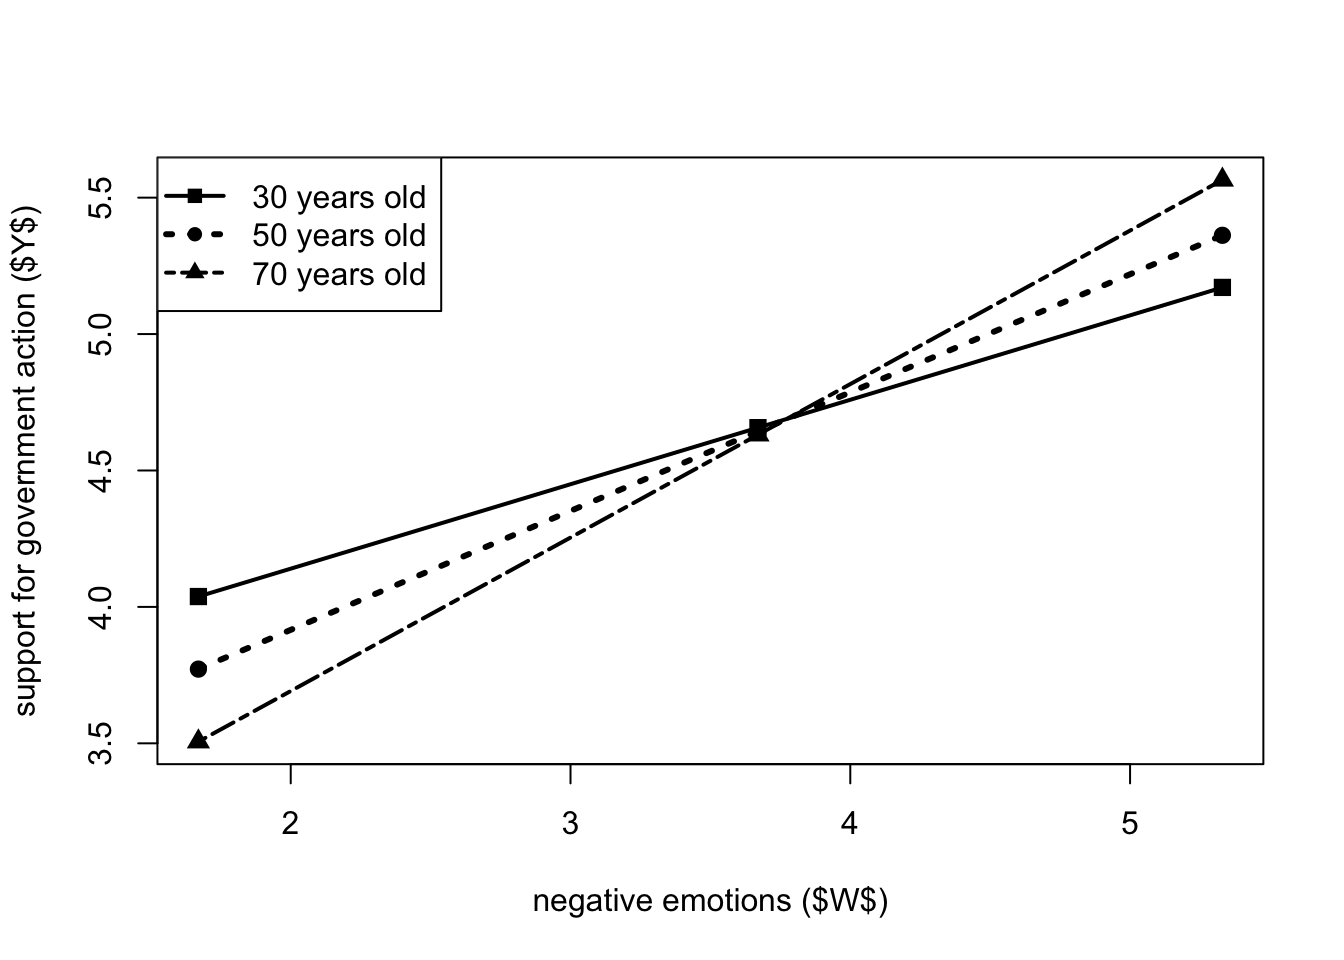 30 years old
50 years old
70 years old
support for government action ($Y$)
5.5
5.0
4.5
4.0
3.5
2 3 4 5
negative emotions ($W$)